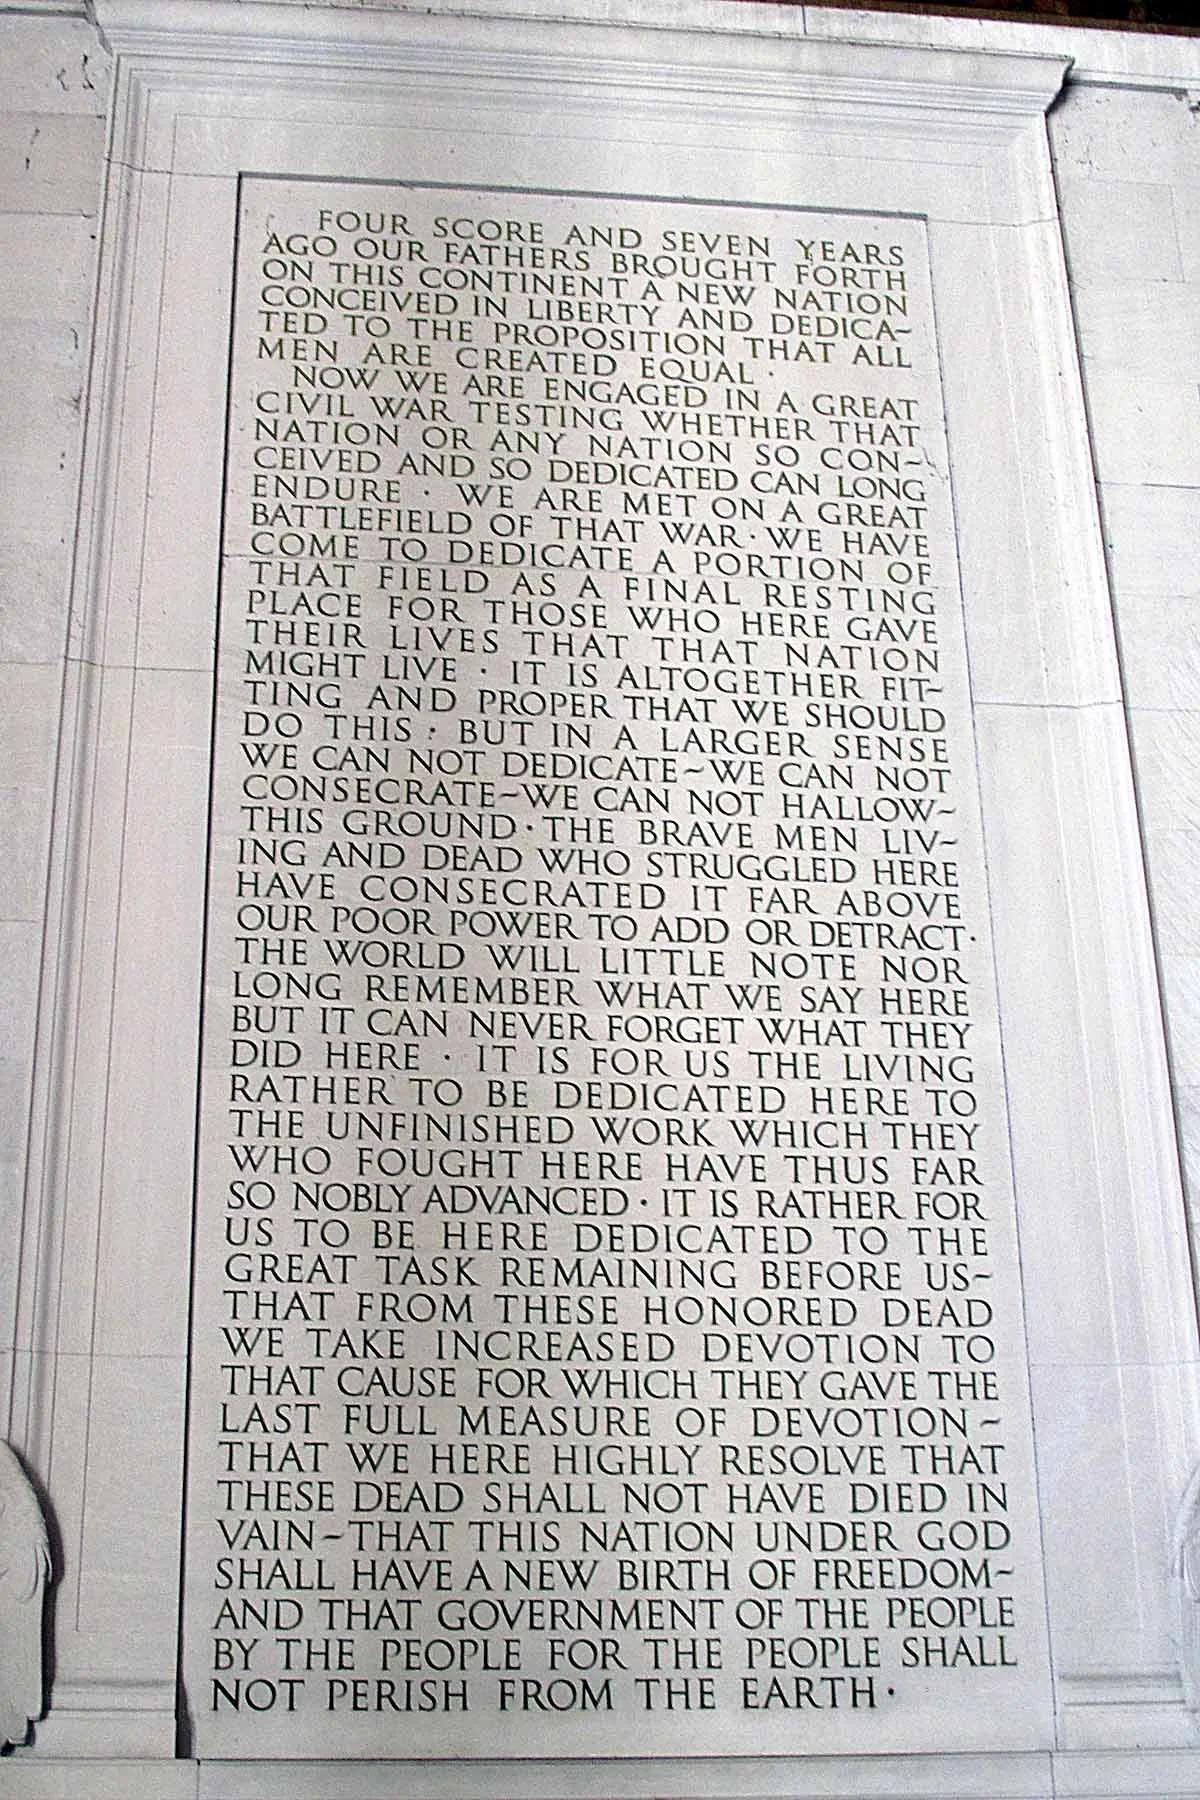 FOUR SCORE AND SEVEN YEARS
AGO OUR FATHERS BROUGHT FORTH
ON THIS CONTINENT A NEW NATION
CONCEIVED IN LIBERTY AND DEDICA~
TED TO THE PROPOSITION THAT ALL
MEN ARE CREATED EQUAL ·
NOW WE ARE ENGAGED IN A GREAT
CIVIL WAR TESTING WHETHER THAT
NATION OR ANY NATION SO CON~
CEIVED AND SO DEDICATED CAN LONG
ENDURE · WE ARE MET ON A GREAT
BATTLEFIELD OF THAT WAR · WE HAVE
COME TO DEDICATE A PORTION OF
THAT FIELD AS A FINAL RESTING
PLACE FOR THOSE WHO HERE GAVE
THEIR LIVES THAT THAT NATION
MIGHT LIVE · IT IS ALTOGETHER FIT~
TING AND PROPER THAT WE SHOULD
DO THIS · BUT IN A LARGER SENSE
WE CAN NOT DEDICATE~WE CAN NOT
CONSECRATE~WE CAN NOT HALLOW~
THIS GROUND · THE BRAVE MEN LIV~
ING AND DEAD WHO STRUGGLED HERE
HAVE CONSECRATED IT FAR ABOVE
OUR POOR POWER TO ADD OR DETRACT ·
THE WORLD WILL LITTLE NOTE NOR
LONG REMEMBER WHAT WE SAY HERE
BUT IT CAN NEVER FORGET WHAT THEY
DID HERE · IT IS FOR US THE LIVING
RATHER TO BE DEDICATED HERE TO
THE UNFINISHED WORK WHICH THEY
WHO FOUGHT HERE HAVE THUS FAR
SO NOBLY ADVANCED · IT IS RATHER FOR
US TO BE HERE DEDICATED TO THE
GREAT TASK REMAINING BEFORE US~
THAT FROM THESE HONORED DEAD
WE TAKE INCREASED DEVOTION TO
THAT CAUSE FOR WHICH THEY GAVE THE
LAST FULL MEASURE OF DEVOTION~
THAT WE HERE HIGHLY RESOLVE THAT
THESE DEAD SHALL NOT HAVE DIED IN
VAIN~THAT THIS NATION UNDER GOD
SHALL HAVE A NEW BIRTH OF FREEDOM~
AND THAT GOVERNMENT OF THE PEOPLE
BY THE PEOPLE FOR THE PEOPLE SHALL
NOT PERISH FROM THE EARTH ·